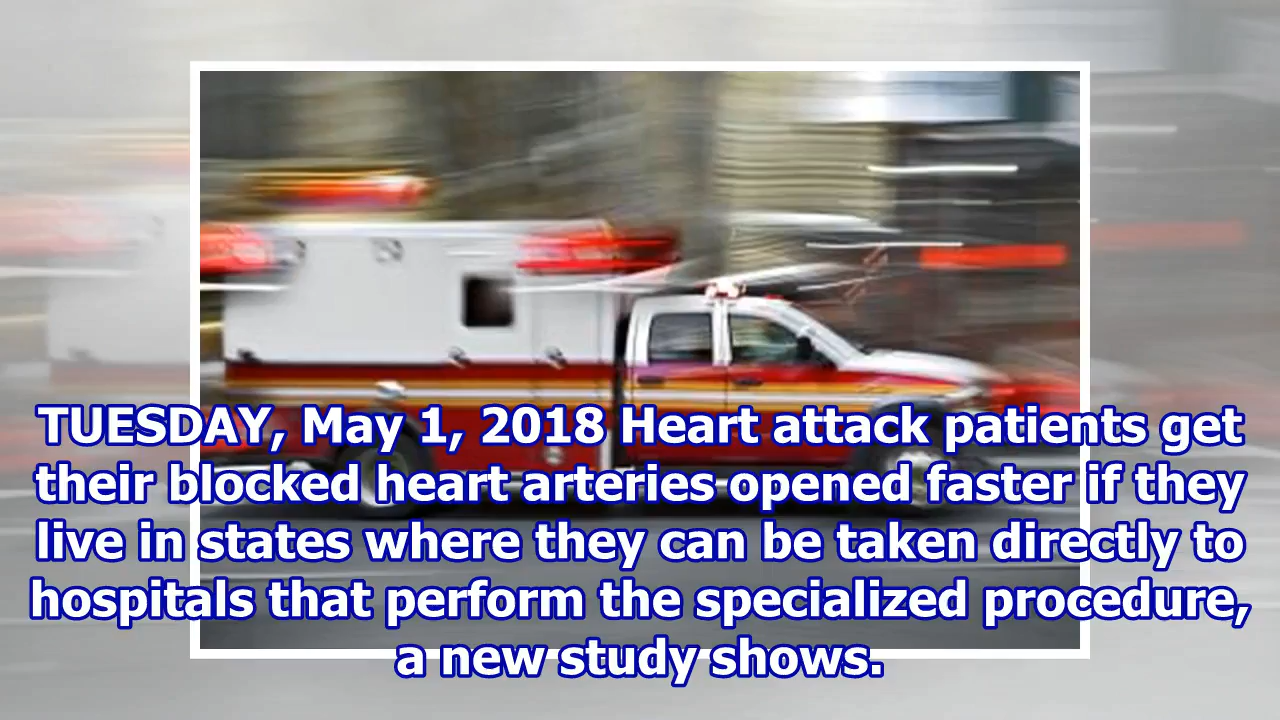 TUESDAY, May 1, 2018 Heart attack patients get
their blocked heart arteries opened faster if they
live in states where they can be taken directly to
hospitals that perform the specialized procedure,
a new study shows.